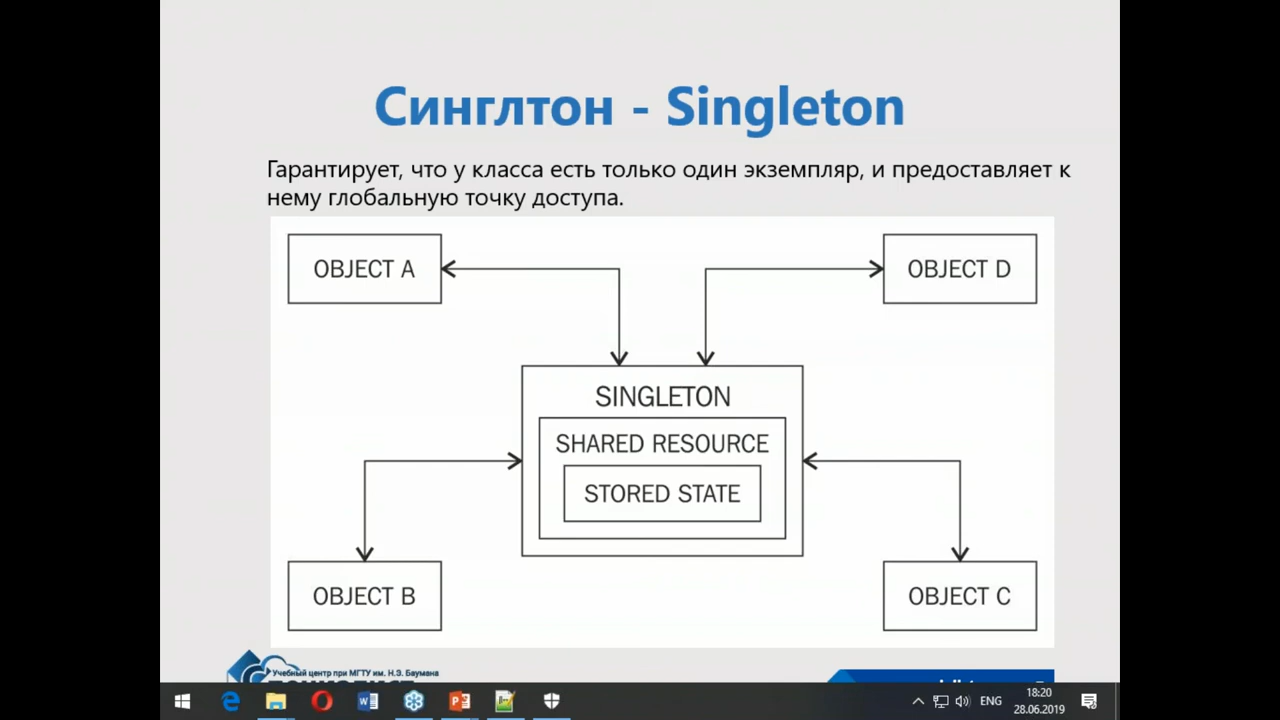 Синглтон - Singleton
Гарантирует, что у класса есть только один экземпляр, и предоставляет к
нему глобальную точку доступа.
OBJECT A
OBJECT D
SINGLETON
SHARED RESOURCE
STORED STATE
OBJECT B
OBJECT C
Учебный центр при МГТУ им. Н.Э. Баумана
ENG
18:20
28.06.2019